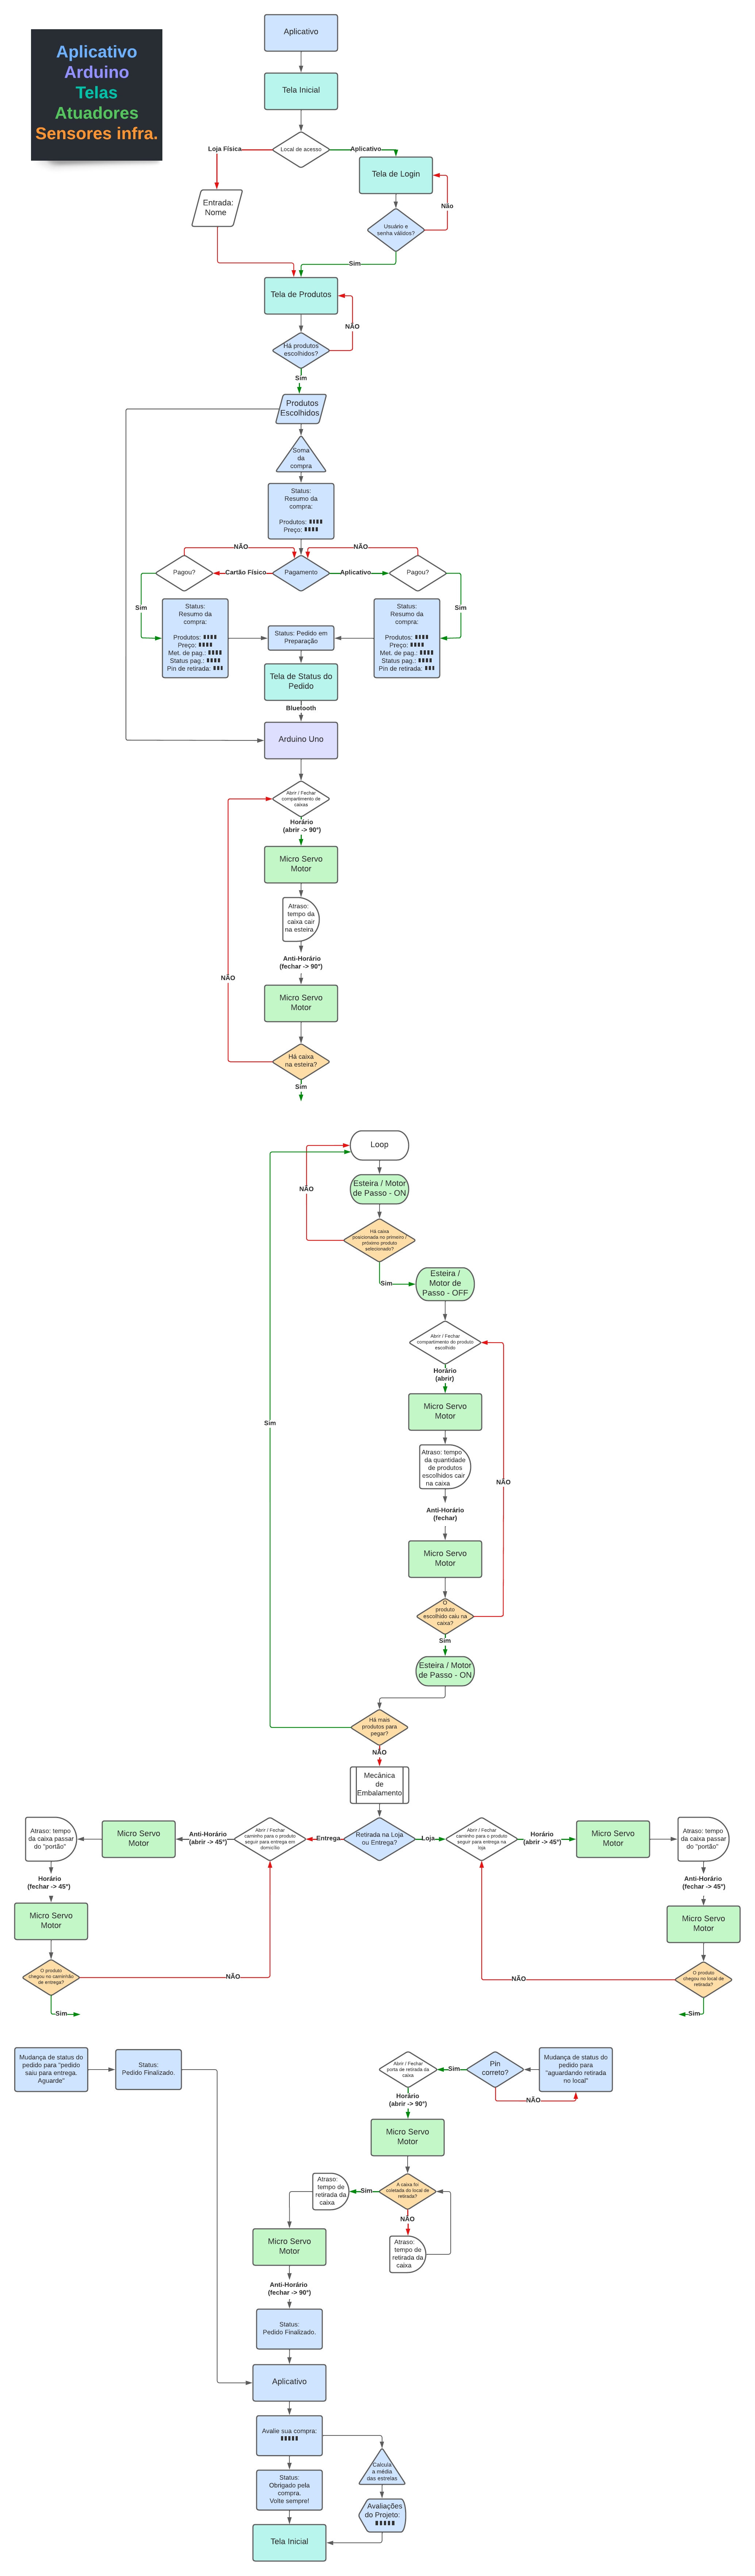 Aplicativo
Arduino
Telas
Atuadores
Sensores infra.
Aplicativo
Tela Inicial
Local de acesso
Loja Física
Aplicativo
Entrada:
Nome
Tela de Login
Usuário e
senha válidos?
Não
Sim
Tela de Produtos
Há produtos
escolhidos?
NÃO
Sim
Produtos
Escolhidos
Soma
da
compra
Status:
Resumo da
compra:
Produtos:
Preço:
NÃO
NÃO
Pagou?
Cartão Físico
Pagamento
Aplicativo
Pagou?
Sim
Sim
Status:
Resumo da
compra:
Produtos:
Preço:
Met. de pag.:
Status pag.:
Pin de retirada:
Status: Pedido em
Preparação
Status:
Resumo da
compra:
Produtos:
Preço:
Met. de pag.:
Status pag.:
Pin de retirada:
Tela de Status do
Pedido
Bluetooth
Arduino Uno
Abrir / Fechar
compartimento de
caixas
Horário
(abrir -> 90°)
Micro Servo
Motor
Atraso:
tempo da
caixa cair
na esteira
Anti-Horário
(fechar -> 90°)
NÃO
Micro Servo
Motor
Há caixa
na esteira?
Sim
Loop
Esteira / Motor
de Passo - ON
NÃO
Há caixa
posicionada no primeiro /
próximo produto
selecionado?
Sim
Esteira /
Motor de
Passo - OFF
Abrir / Fechar
compartimento do produto
escolhido
Horário
(abrir)
Micro Servo
Motor
Sim
Atraso: tempo
da quantidade
de produtos
escolhidos cair
na caixa
NÃO
Anti-Horário
(fechar)
Micro Servo
Motor
O
produto
escolhido caiu na
caixa?
Sim
Esteira / Motor
de Passo - ON
Há mais
produtos para
pegar?
NÃO
Mecânica
de
Embalamento
Atraso: tempo
da caixa passar
do "portão"
Micro Servo
Motor
Anti-Horário
(abrir -> 45°)
Abrir / Fechar
caminho para o produto
seguir para entrega em
domicílio
Entrega
Retirada na Loja
ou Entrega?
Loja
Abrir / Fechar
caminho para o produto
seguir para entrega na
loja
Horário
(abrir -> 45°)
Micro Servo
Motor
Atraso: tempo
da caixa passar
do "portão"
Horário
(fechar -> 45°)
Anti-Horário
(fechar -> 45°)
Micro Servo
Motor
Micro Servo
Motor
O produto
chegou no caminhão
de entrega?
NÃO
NÃO
O produto
chegou no local de
retirada?
Sim
Sim
Mudança de status do
pedido para "pedido
saiu para entrega.
Aguarde"
Status:
Pedido Finalizado.
Abrir / Fechar
porta de retirada da
caixa
Sim
Pin
correto?
Mudança de status do
pedido para
"aguardando retirada
no local"
NÃO
Horário
(abrir -> 90°)
Micro Servo
Motor
Atraso:
tempo de
retirada da
caixa
Sim
A caixa foi
coletada do local de
retirada?
NÃO
Atraso:
tempo de
retirada da
caixa
Micro Servo
Motor
Anti-Horário
(fechar -> 90°)
Status:
Pedido Finalizado.
Aplicativo
Avalie sua compra:
Calcula
a média
das estrelas
Status:
Obrigado pela
compra.
Volte sempre!
Avaliações
do Projeto:
Tela Inicial